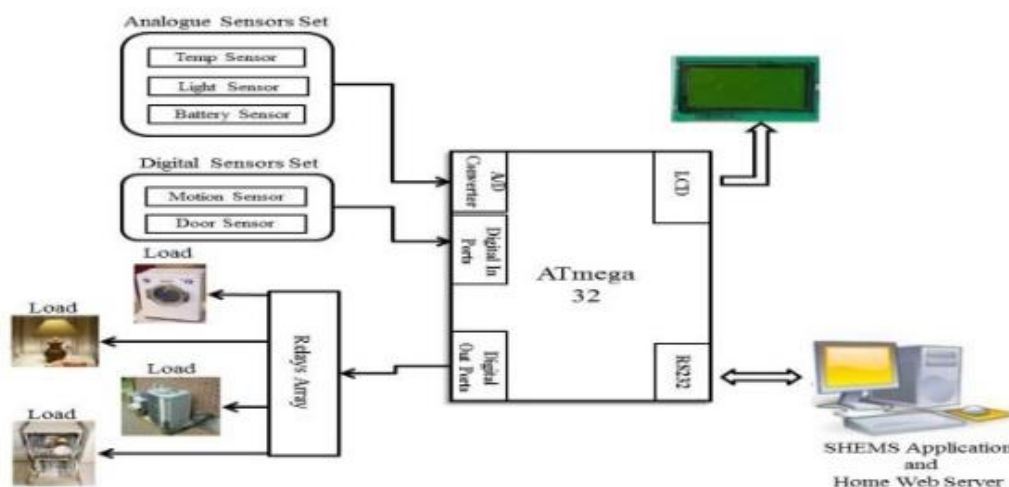 Analogue Sensors Set
Temp Sensor
Light Sensor
Battery Sensor
Digital Sensors Set
Motion Sensor
Door Sensor
A/D
Converter
Digital In
Ports
Digital
Out Ports
LCD
RS232
ATmega
32
Relays Array
Load
Load
Load
Load
SHEMS Application
and
Home Web Server